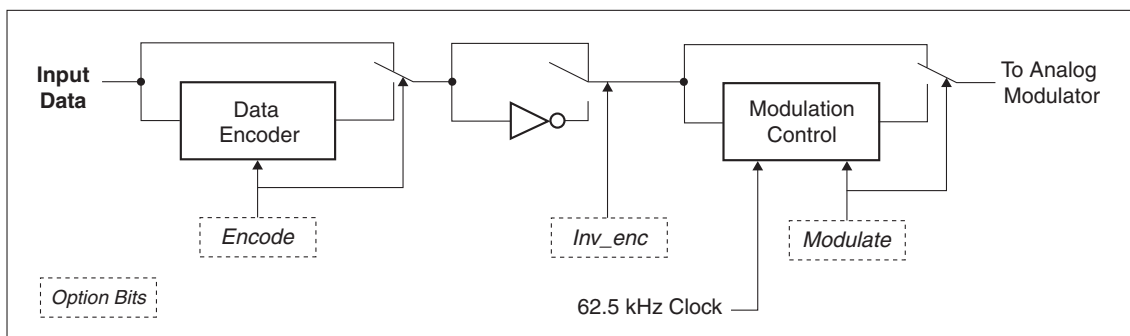 Input
Data
Data
Encoder
Modulation
Control
To Analog
Modulator
Encode
Inv_enc
Modulate
Option Bits
62.5 kHz Clock